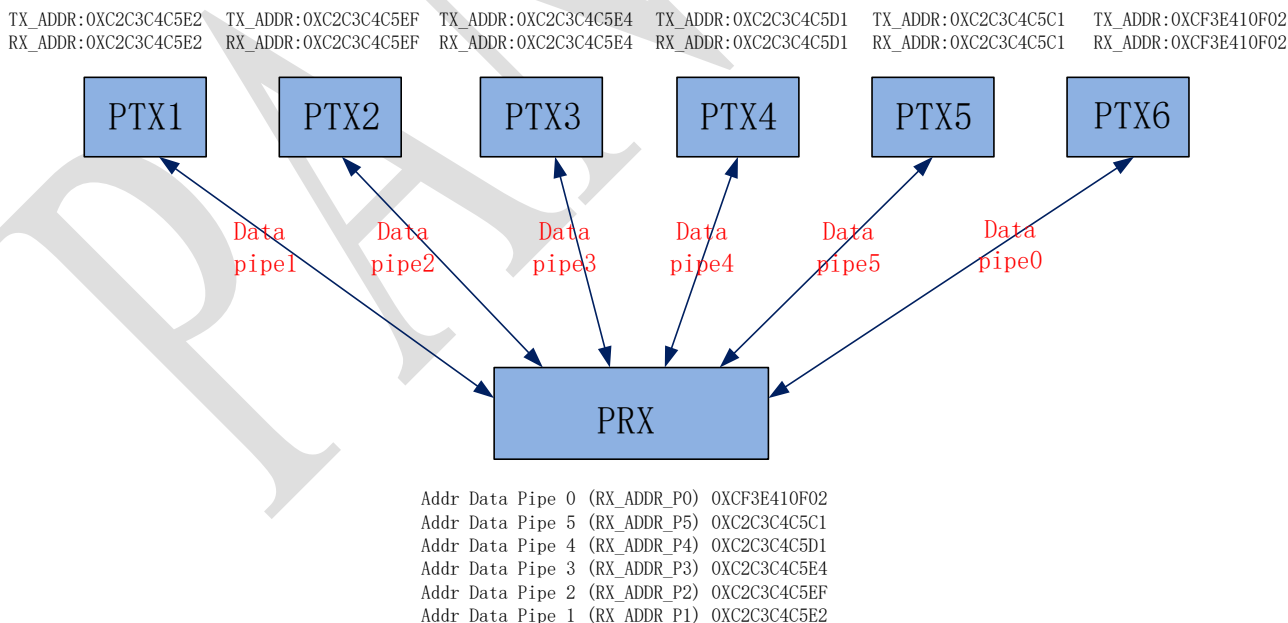 TX_ADDR:0XC2C3C4C5E2 TX_ADDR:0XC2C3C4C5EF TX_ADDR:0XC2C3C4C5E4 TX_ADDR:0XC2C3C4C5D1 TX_ADDR:0XC2C3C4C5C1 TX_ADDR:0XCF3E410F02
RX_ADDR:0XC2C3C4C5E2 RX_ADDR:0XC2C3C4C5EF RX_ADDR:0XC2C3C4C5E4 RX_ADDR:0XC2C3C4C5D1 RX_ADDR:0XC2C3C4C5C1 RX_ADDR:0XCF3E410F02
PTX1 PTX2 PTX3 PTX4 PTX5 PTX6
Data Data Data Data Data Data
pipe1 pipe2 pipe3 pipe4 pipe5 pipe0
PRX
Addr Data Pipe 0 (RX_ADDR_P0) 0XCF3E410F02
Addr Data Pipe 5 (RX_ADDR_P5) 0XC2C3C4C5C1
Addr Data Pipe 4 (RX_ADDR_P4) 0XC2C3C4C5D1
Addr Data Pipe 3 (RX_ADDR_P3) 0XC2C3C4C5E4
Addr Data Pipe 2 (RX_ADDR_P2) 0XC2C3C4C5EF
Addr Data Pipe 1 (RX_ADDR_P1) 0XC2C3C4C5E2